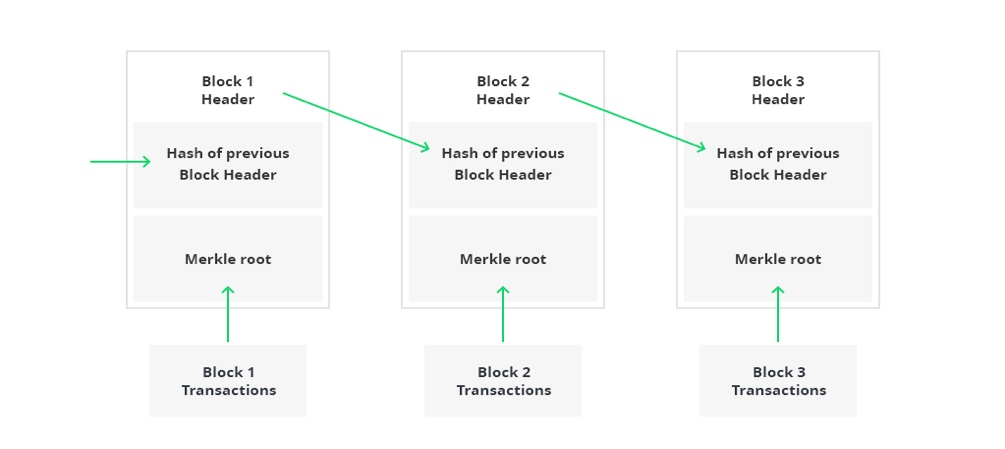 Block 1
Header
Hash of previous
Block Header
Merkle root
Block 1
Transactions
Block 2
Header
Hash of previous
Block Header
Merkle root
Block 2
Transactions
Block 3
Header
Hash of previous
Block Header
Merkle root
Block 3
Transactions